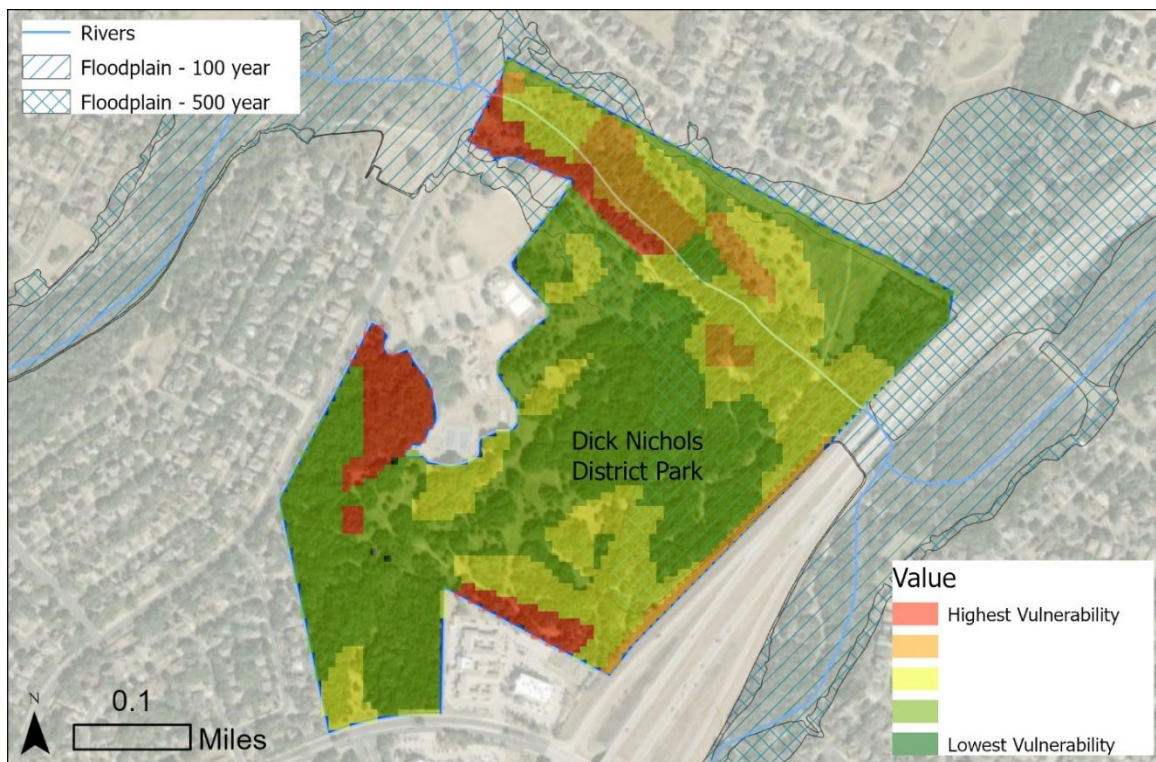 Rivers
Floodplain - 100 year
Floodplain - 500 year
Dick Nichols
District Park
Value
Highest Vulnerability
Lowest Vulnerability
N
0.1
Miles